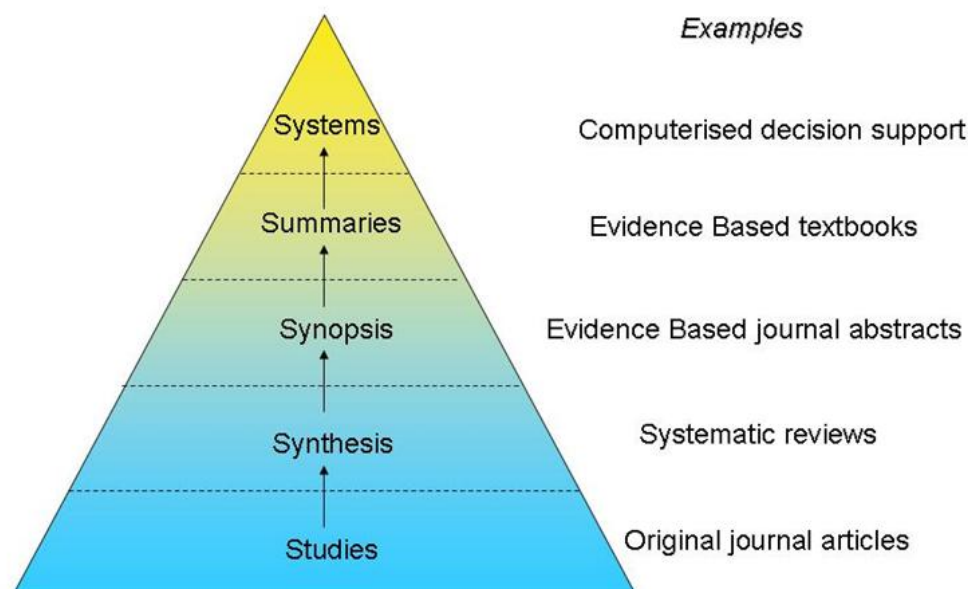 Examples
Systems
Computerised decision support
Summaries
Evidence Based textbooks
Synopsis
Evidence Based journal abstracts
Synthesis
Systematic reviews
Studies
Original journal articles